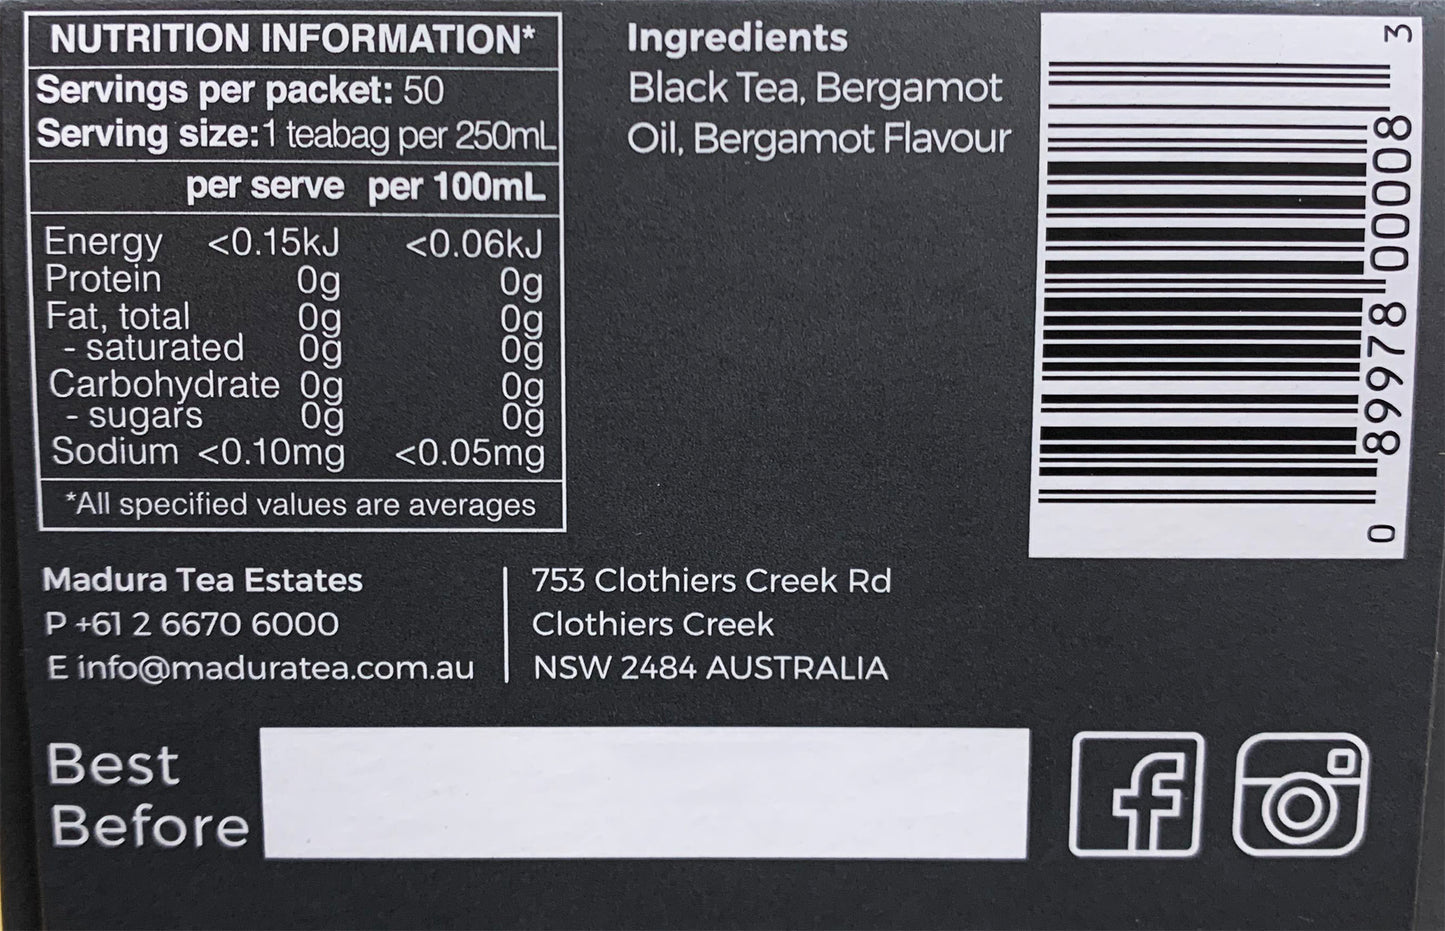 NUTRITION INFORMATION*
Servings per packet: 50
Serving size:1 teabag per 250mL
per serve per 100mL
Energy <0.15kJ <0.06kJ
Protein 0g 0g
Fat, total 0g 0g
- saturated 0g 0g
Carbohydrate 0g 0g
- sugars 0g 0g
Sodium <0.10mg <0.05mg
*All specified values are averages
Ingredients
Black Tea, Bergamot
Oil, Bergamot Flavour
0 89978 00008 3
Madura Tea Estates
P +61 2 6670 6000
E info@maduratea.com.au
753 Clothiers Creek Rd
Clothiers Creek
NSW 2484 AUSTRALIA
Best
Before